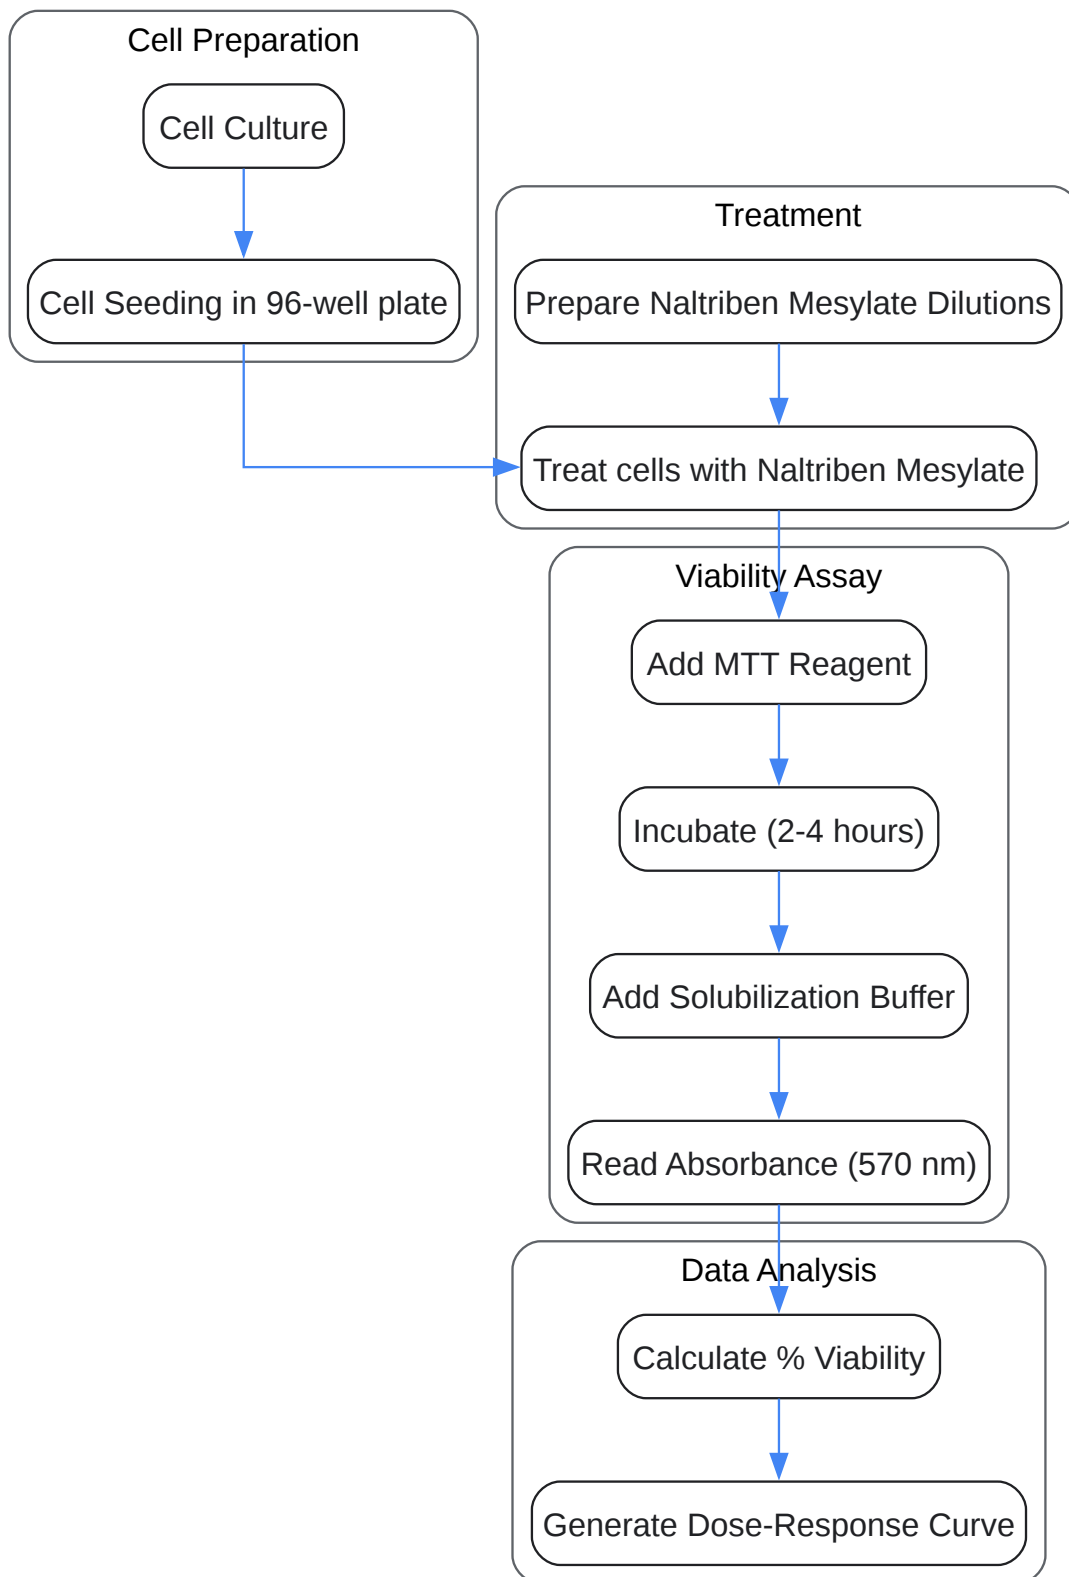 Cell Preparation
Cell Culture
Cell Seeding in 96-well plate
Treatment
Prepare Naltriben Mesylate Dilutions
Treat cells with Naltriben Mesylate
Viability Assay
Add MTT Reagent
Incubate (2-4 hours)
Add Solubilization Buffer
Read Absorbance (570 nm)
Data Analysis
Calculate % Viability
Generate Dose-Response Curve